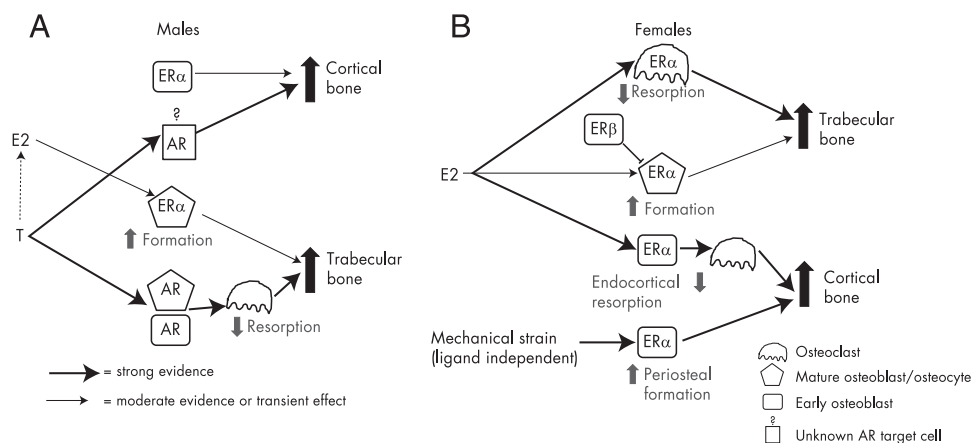 A
Males
ERα
Cortical
bone
?
AR
E2
ERα
Formation
T
Trabecular
bone
AR
AR
Resorption
= strong evidence
= moderate evidence or transient effect
B
Females
ERα
Resorption
ERβ
Trabecular
bone
E2
ERα
Formation
ERα
Endocortical
resorption
Cortical
bone
Mechanical strain
(ligand independent)
ERα
Periosteal
formation
Osteoclast
Mature osteoblast/osteocyte
Early osteoblast
?
Unknown AR target cell